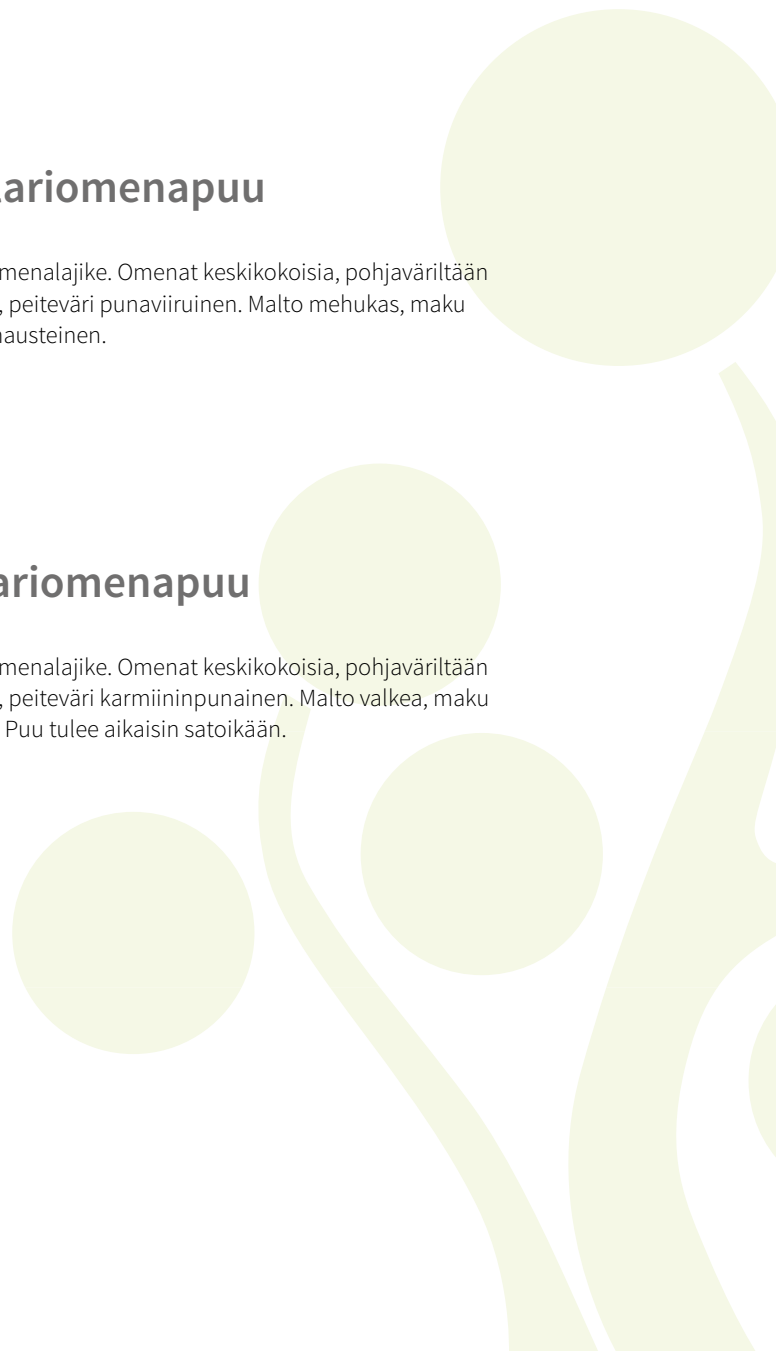 ariomenapuu
menalajike. Omenat keskikokoisia, pohjaväriltään
, peiteväri punaviiruinen. Malto mehukas, maku
austeinen.
ariomenapuu
menalajike. Omenat keskikokoisia, pohjaväriltään
, peiteväri karmiininpunainen. Malto valkea, maku
Puu tulee aikaisin satoikään.